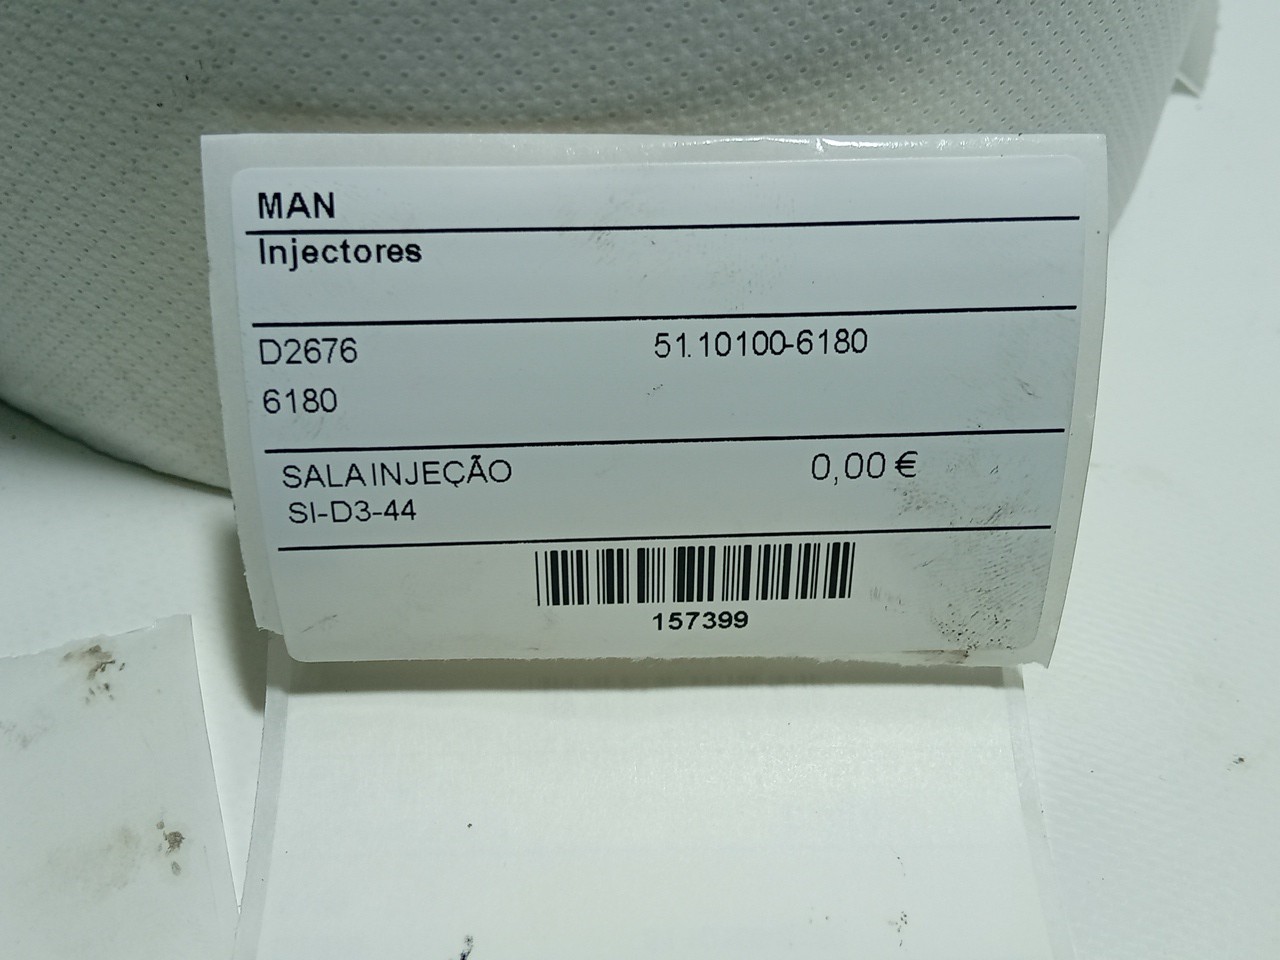 MAN
Injectores
D2676 51.10100-6180
6180
SALA INJEÇÃO 0,00 €
SI-D3-44
157399